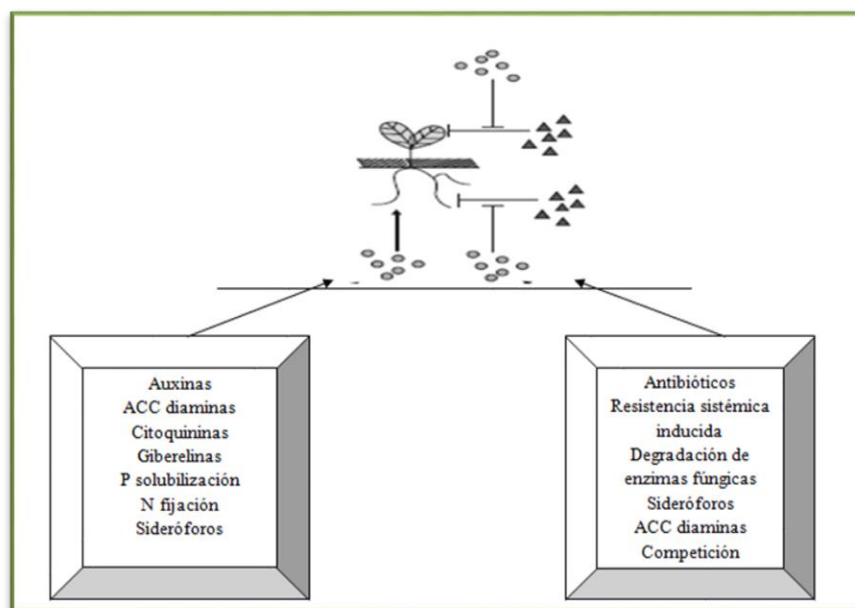 Auxinas
ACC diaminas
Citoquininas
Giberelinas
P solubilización
N fijación
Sideróforos
Antibióticos
Resistencia sistémica
inducida
Degradación de
enzimas fúngicas
Sideróforos
ACC diaminas
Competición